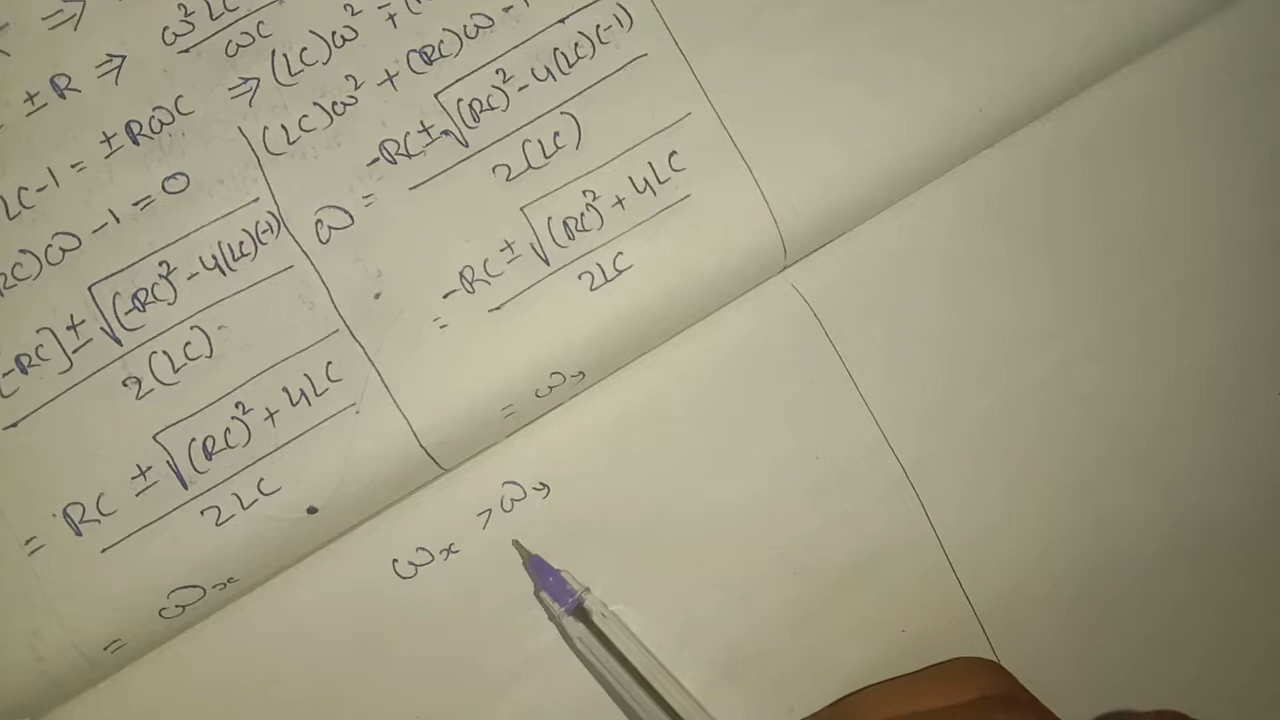 ⇒
± R ⇒ ω²LC / ωC
LC - 1 = ± RωC ⇒ (LC)ω² ∓
RC)ω - 1 = 0
-RC] ± √(-RC)² - 4(LC)(-1) / 2(LC)
= RC ± √(RC)² + 4LC / 2LC
= ωx
(LC)ω² + (RC)ω - 1
ω = -RC ± √(RC)² - 4(LC)(-1) / 2(LC)
= -RC ± √(RC)² + 4LC / 2LC
= ωy
ωx > ωy